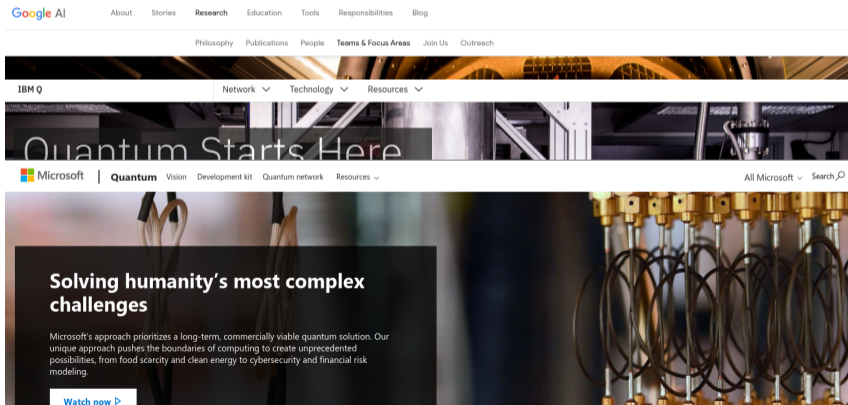 Google AI About Stories Research Education Tools Responsibilities Blog
Philosophy Publications People Teams & Focus Areas Join Us Outreach
IBM Q Network Technology Resources
Quantum Starts Here
Microsoft Quantum Vision Development kit Quantum network Resources All Microsoft Search
Solving humanity's most complex
challenges
Microsoft's approach prioritizes a long-term, commercially viable quantum solution. Our
unique approach pushes the boundaries of computing to create unprecedented
possibilities, from food scarcity and clean energy to cybersecurity and financial risk
modeling.
Watch now